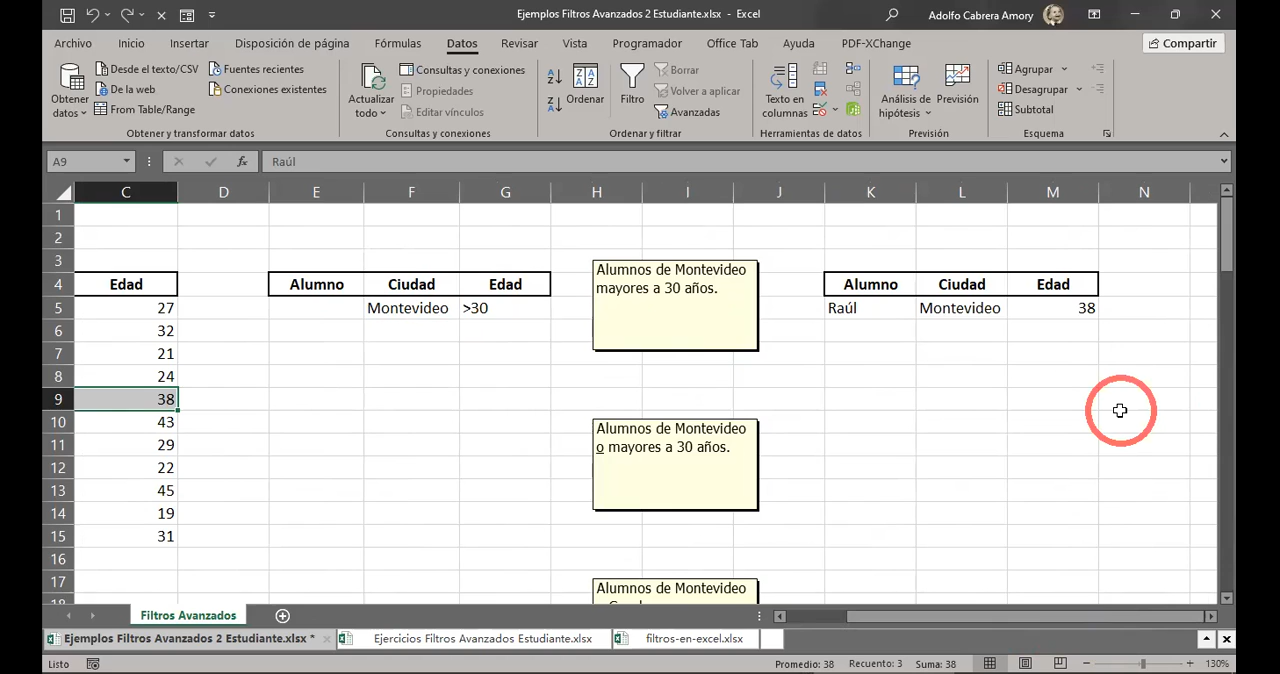 Ejemplos Filtros Avanzados 2 Estudiante.xlsx - Excel
Adolfo Cabrera Amory
Archivo Inicio Insertar Disposición de página Fórmulas Datos Revisar Vista Programador Office Tab Ayuda PDF-XChange Compartir
Obtener datos
Desde el texto/CSV
De la web
From Table/Range
Fuentes recientes
Conexiones existentes
Obtener y transformar datos
Actualizar todo
Consultas y conexiones
Propiedades
Editar vínculos
Consultas y conexiones
Ordenar
Filtro
Borrar
Volver a aplicar
Avanzadas
Ordenar y filtrar
Texto en columnas
Herramientas de datos
Análisis de hipótesis
Previsión
Previsión
Agrupar
Desagrupar
Subtotal
Esquema
A9 fx Raúl
C D E F G H I J K L M N
1
2
3
4 Edad Alumno Ciudad Edad Alumno Ciudad Edad
5 27 Montevideo >30 Raúl Montevideo 38
6 32
7 21
8 24
9 38
10 43
11 29
12 22
13 45
14 19
15 31
16
17
18
Alumnos de Montevideo
mayores a 30 años.
Alumnos de Montevideo
o mayores a 30 años.
Alumnos de Montevideo
Filtros Avanzados
Ejemplos Filtros Avanzados 2 Estudiante.xlsx * Ejercicios Filtros Avanzados Estudiante.xlsx filtros-en-excel.xlsx
Listo Promedio: 38 Recuento: 3 Suma: 38 130%